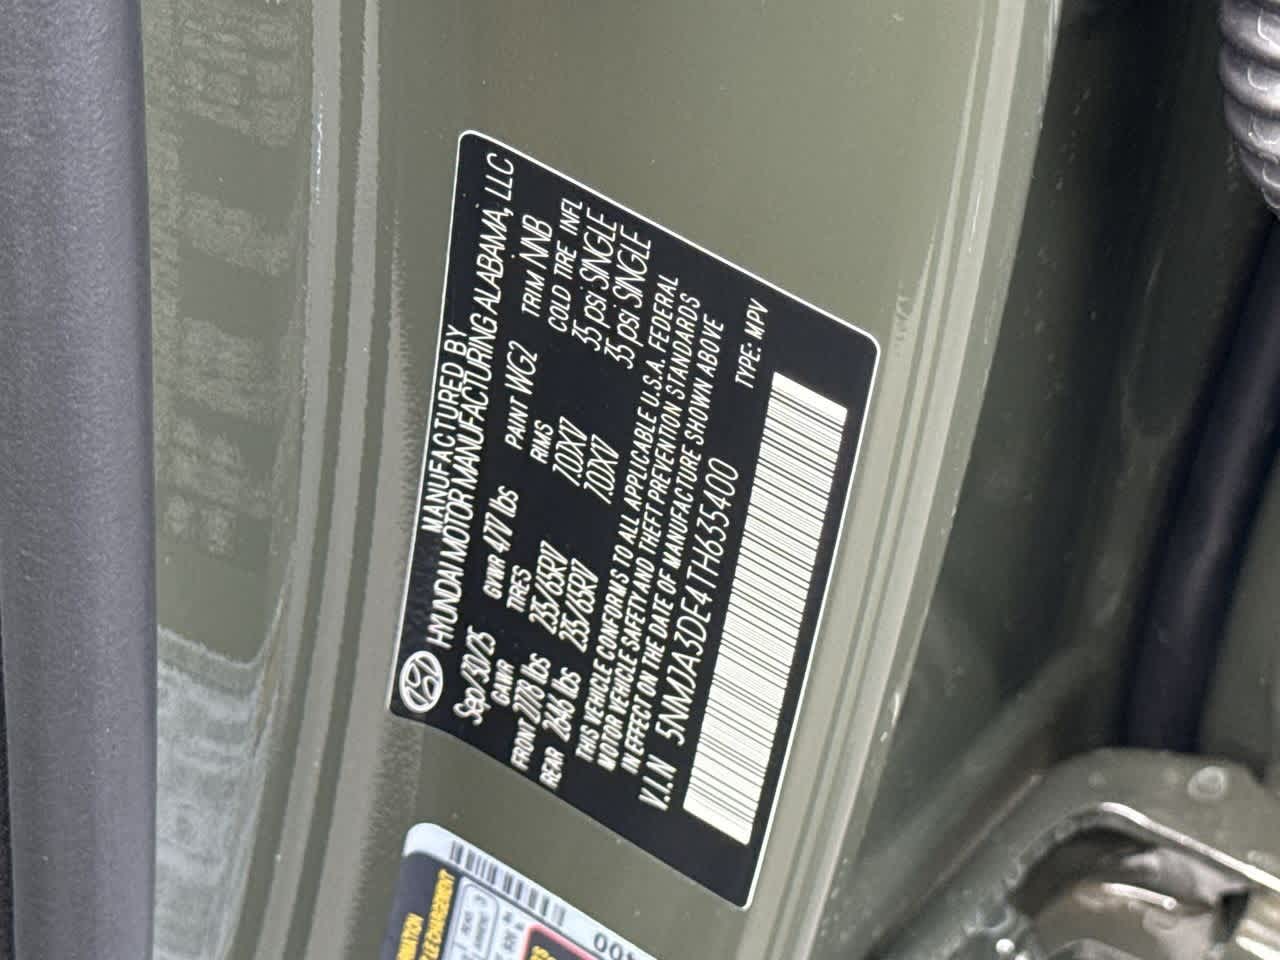 MANUFACTURED BY
HYUNDAI MOTOR MANUFACTURING ALABAMA, LLC
Sep/30/25 GVWR 4717 lbs PAINT WG2 TRIM NNB
GAWR TIRES RIMS COLD TIRE INFL
FRONT 2778 lbs 235/65R17 7.0JX17 35 psi SINGLE
REAR 2646 lbs 235/65R17 7.0JX17 35 psi SINGLE
THIS VEHICLE CONFORMS TO ALL APPLICABLE U.S.A. FEDERAL
MOTOR VEHICLE SAFETY AND THEFT PREVENTION STANDARDS
IN EFFECT ON THE DATE OF MANUFACTURE SHOWN ABOVE
V.I.N 5NMJA3DE4TH635400 TYPE: MPV